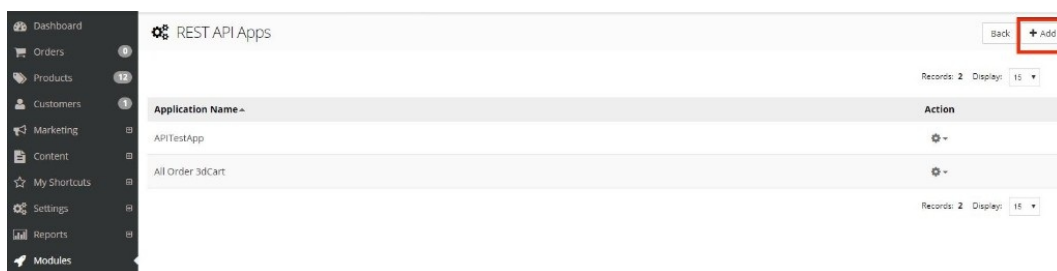 Dashboard
Orders 0
Products 12
Customers 1
Marketing
Content
My Shortcuts
Settings
Reports
Modules
REST API Apps
Back + Add
Records: 2 Display: 15
Application Name Action
APITestApp
All Order 3dCart
Records: 2 Display: 15